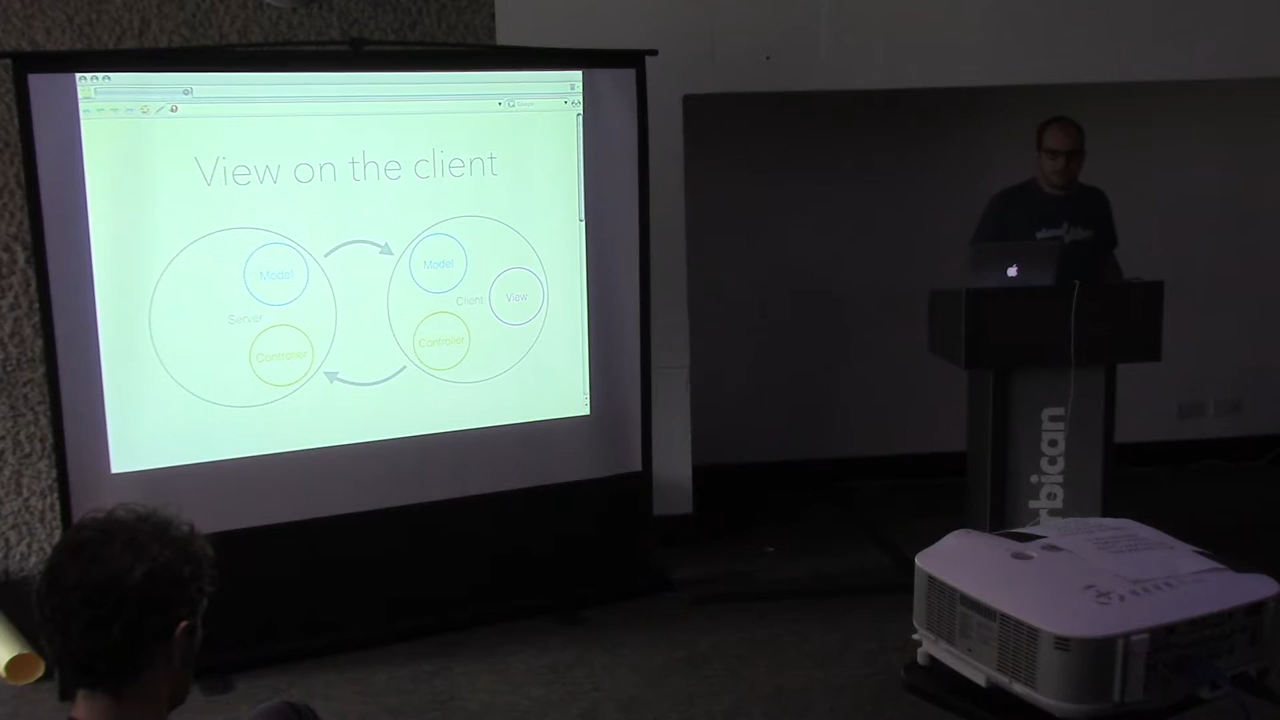 View on the client
Model
Server
Controller
Model
Client
View
Controller
rbican